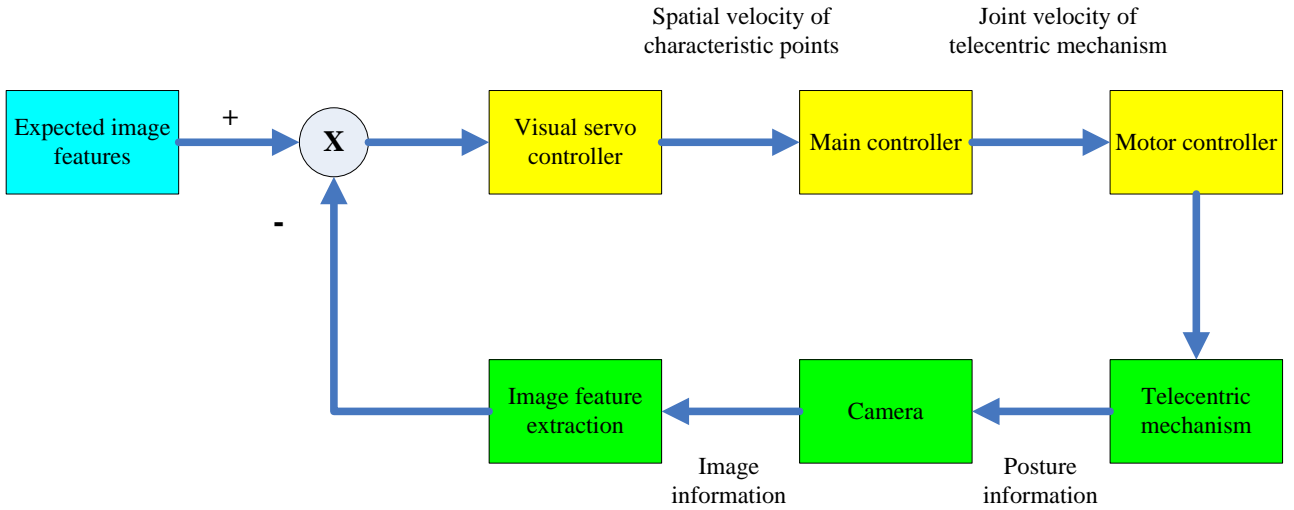 Spatial velocity of
characteristic points
Joint velocity of
telecentric mechanism
Expected image
features
+
X
-
Visual servo
controller
Main controller
Motor controller
Image feature
extraction
Camera
Telecentric
mechanism
Image
information
Posture
information